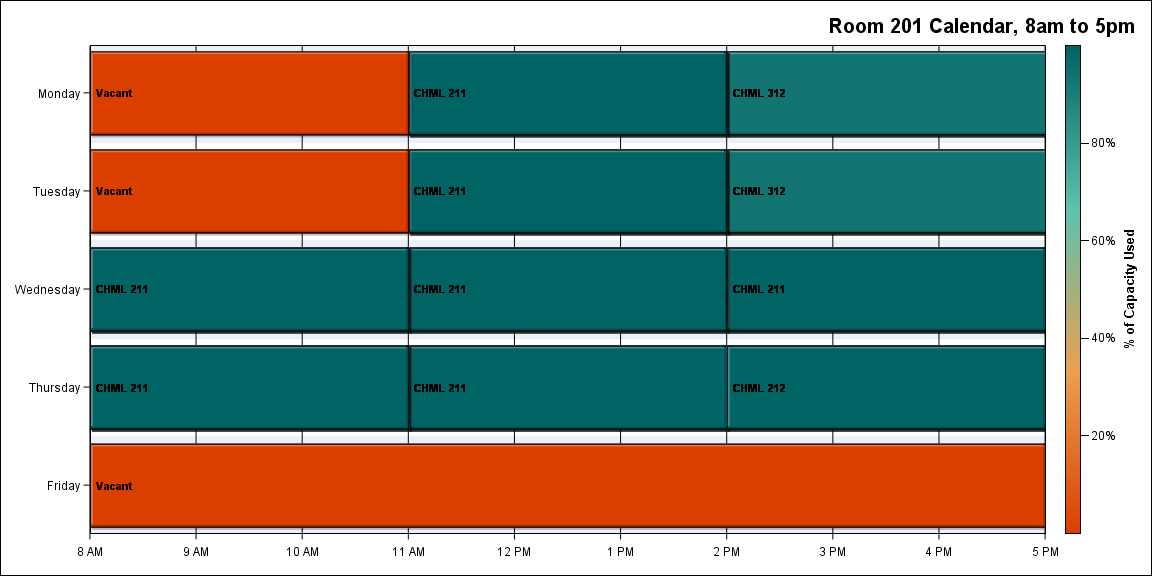 Room 201 Calendar, 8am to 5pm
Monday
Vacant
CHML 211
CHML 312
Tuesday
Vacant
CHML 211
CHML 312
Wednesday
CHML 211
CHML 211
CHML 211
Thursday
CHML 211
CHML 211
CHML 212
Friday
Vacant
8 AM
9 AM
10 AM
11 AM
12 PM
1 PM
2 PM
3 PM
4 PM
5 PM
80%
60%
40%
20%
% of Capacity Used